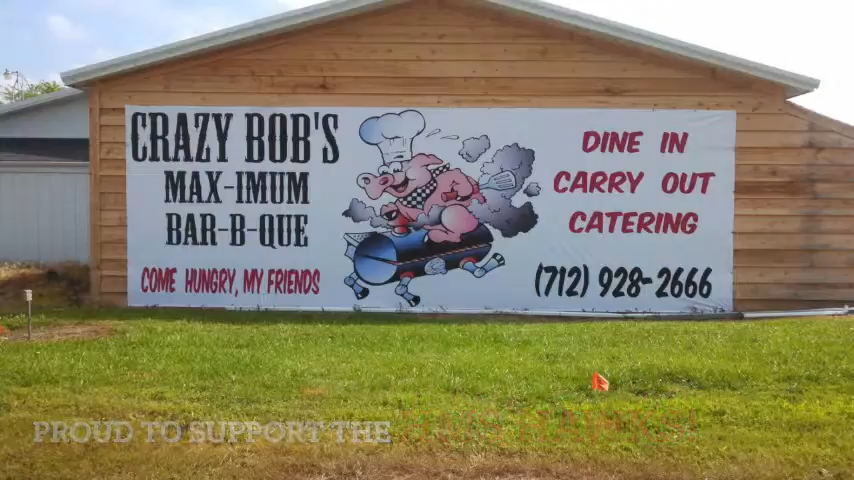 CRAZY BOB'S
MAX-IMUM
BAR-B-QUE
COME HUNGRY, MY FRIENDS
DINE IN
CARRY OUT
CATERING
(712) 928-2666
PROUD TO SUPPORT THE